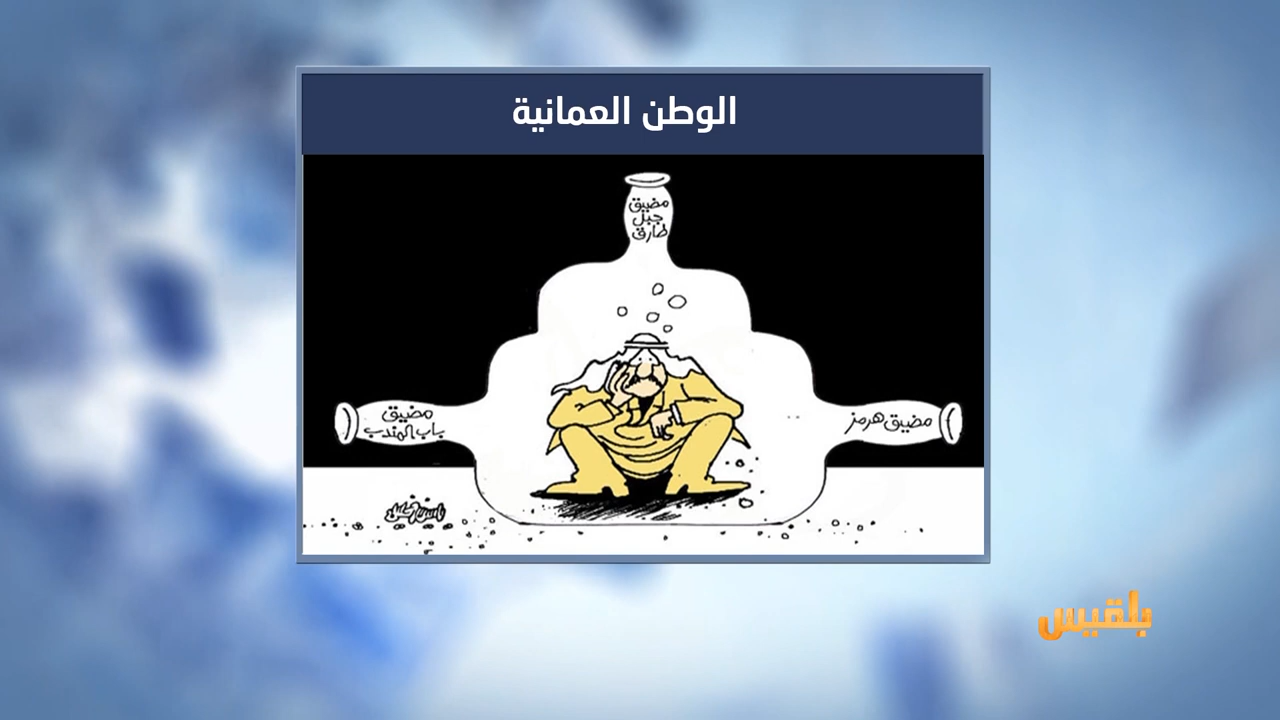 الوطن العمانية
مضيق
جبل
طارق
مضيق
باب المندب
مضيق هرمز
بلقيس